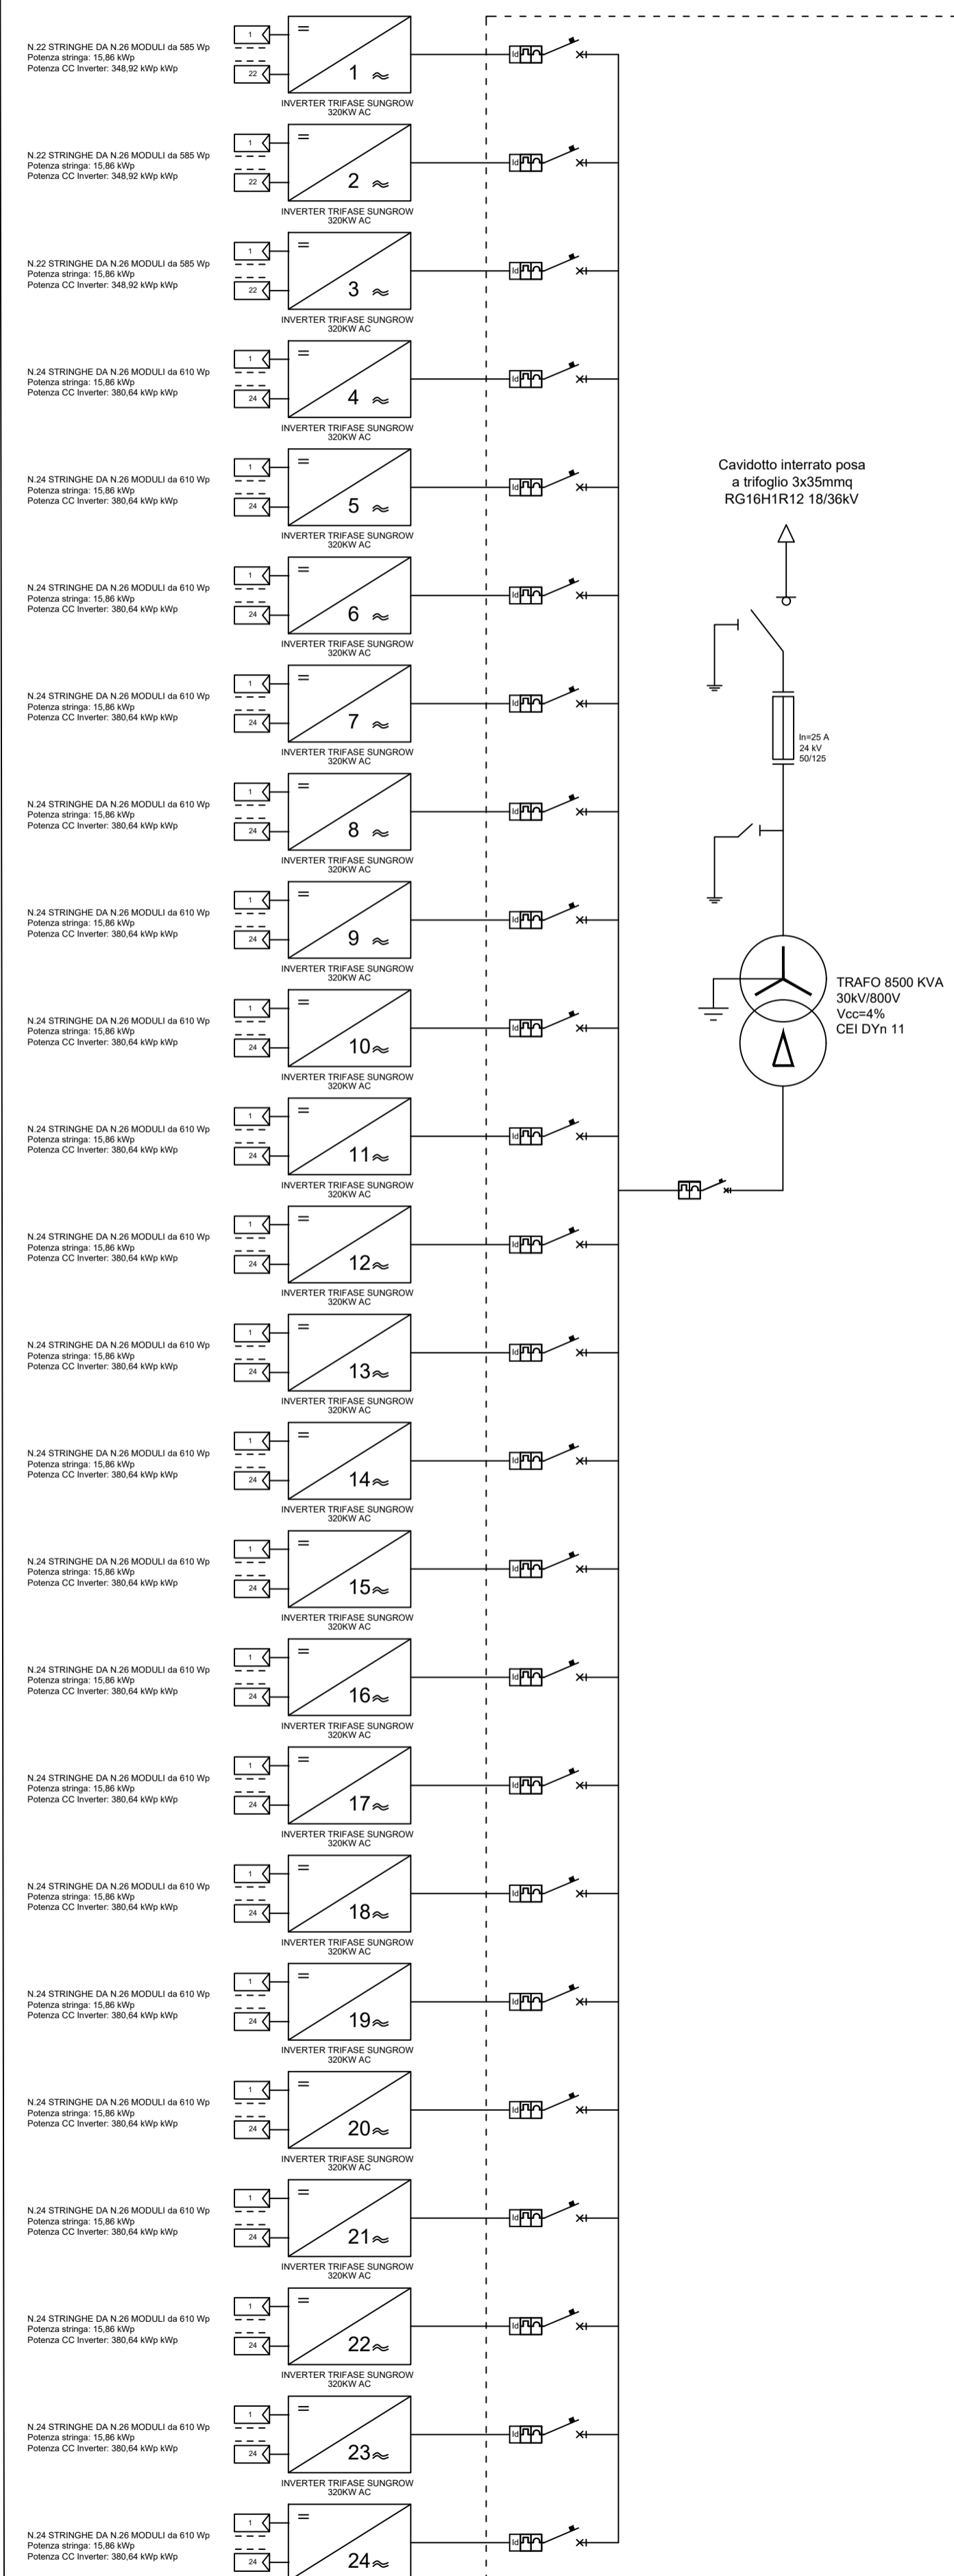 N.22 STRINGHE DA N.26 MODULI da 585 Wp
Potenza stringa: 15,86 kWp
Potenza CC Inverter: 348,92 kWp kWp
1
22
1
INVERTER TRIFASE SUNGROW
320KW AC
Id
N.22 STRINGHE DA N.26 MODULI da 585 Wp
Potenza stringa: 15,86 kWp
Potenza CC Inverter: 348,92 kWp kWp
1
22
2
INVERTER TRIFASE SUNGROW
320KW AC
Id
N.22 STRINGHE DA N.26 MODULI da 585 Wp
Potenza stringa: 15,86 kWp
Potenza CC Inverter: 348,92 kWp kWp
1
22
3
INVERTER TRIFASE SUNGROW
320KW AC
Id
N.24 STRINGHE DA N.26 MODULI da 610 Wp
Potenza stringa: 15,86 kWp
Potenza CC Inverter: 380,64 kWp kWp
1
24
4
INVERTER TRIFASE SUNGROW
320KW AC
Id
N.24 STRINGHE DA N.26 MODULI da 610 Wp
Potenza stringa: 15,86 kWp
Potenza CC Inverter: 380,64 kWp kWp
1
24
5
INVERTER TRIFASE SUNGROW
320KW AC
Id
Cavidotto interrato posa
a trifoglio 3x35mmq
RG16H1R12 18/36kV
N.24 STRINGHE DA N.26 MODULI da 610 Wp
Potenza stringa: 15,86 kWp
Potenza CC Inverter: 380,64 kWp kWp
1
24
6
INVERTER TRIFASE SUNGROW
320KW AC
Id
N.24 STRINGHE DA N.26 MODULI da 610 Wp
Potenza stringa: 15,86 kWp
Potenza CC Inverter: 380,64 kWp kWp
1
24
7
INVERTER TRIFASE SUNGROW
320KW AC
Id
In=25 A
24 kV
50/125
N.24 STRINGHE DA N.26 MODULI da 610 Wp
Potenza stringa: 15,86 kWp
Potenza CC Inverter: 380,64 kWp kWp
1
24
8
INVERTER TRIFASE SUNGROW
320KW AC
Id
N.24 STRINGHE DA N.26 MODULI da 610 Wp
Potenza stringa: 15,86 kWp
Potenza CC Inverter: 380,64 kWp kWp
1
24
9
INVERTER TRIFASE SUNGROW
320KW AC
Id
TRAFO 8500 KVA
30kV/800V
Vcc=4%
CEI DYn 11
N.24 STRINGHE DA N.26 MODULI da 610 Wp
Potenza stringa: 15,86 kWp
Potenza CC Inverter: 380,64 kWp kWp
1
24
10
INVERTER TRIFASE SUNGROW
320KW AC
Id
N.24 STRINGHE DA N.26 MODULI da 610 Wp
Potenza stringa: 15,86 kWp
Potenza CC Inverter: 380,64 kWp kWp
1
24
11
INVERTER TRIFASE SUNGROW
320KW AC
Id
N.24 STRINGHE DA N.26 MODULI da 610 Wp
Potenza stringa: 15,86 kWp
Potenza CC Inverter: 380,64 kWp kWp
1
24
12
INVERTER TRIFASE SUNGROW
320KW AC
Id
N.24 STRINGHE DA N.26 MODULI da 610 Wp
Potenza stringa: 15,86 kWp
Potenza CC Inverter: 380,64 kWp kWp
1
24
13
INVERTER TRIFASE SUNGROW
320KW AC
Id
N.24 STRINGHE DA N.26 MODULI da 610 Wp
Potenza stringa: 15,86 kWp
Potenza CC Inverter: 380,64 kWp kWp
1
24
14
INVERTER TRIFASE SUNGROW
320KW AC
Id
N.24 STRINGHE DA N.26 MODULI da 610 Wp
Potenza stringa: 15,86 kWp
Potenza CC Inverter: 380,64 kWp kWp
1
24
15
INVERTER TRIFASE SUNGROW
320KW AC
Id
N.24 STRINGHE DA N.26 MODULI da 610 Wp
Potenza stringa: 15,86 kWp
Potenza CC Inverter: 380,64 kWp kWp
1
24
16
INVERTER TRIFASE SUNGROW
320KW AC
Id
N.24 STRINGHE DA N.26 MODULI da 610 Wp
Potenza stringa: 15,86 kWp
Potenza CC Inverter: 380,64 kWp kWp
1
24
17
INVERTER TRIFASE SUNGROW
320KW AC
Id
N.24 STRINGHE DA N.26 MODULI da 610 Wp
Potenza stringa: 15,86 kWp
Potenza CC Inverter: 380,64 kWp kWp
1
24
18
INVERTER TRIFASE SUNGROW
320KW AC
Id
N.24 STRINGHE DA N.26 MODULI da 610 Wp
Potenza stringa: 15,86 kWp
Potenza CC Inverter: 380,64 kWp kWp
1
24
19
INVERTER TRIFASE SUNGROW
320KW AC
Id
N.24 STRINGHE DA N.26 MODULI da 610 Wp
Potenza stringa: 15,86 kWp
Potenza CC Inverter: 380,64 kWp kWp
1
24
20
INVERTER TRIFASE SUNGROW
320KW AC
Id
N.24 STRINGHE DA N.26 MODULI da 610 Wp
Potenza stringa: 15,86 kWp
Potenza CC Inverter: 380,64 kWp kWp
1
24
21
INVERTER TRIFASE SUNGROW
320KW AC
Id
N.24 STRINGHE DA N.26 MODULI da 610 Wp
Potenza stringa: 15,86 kWp
Potenza CC Inverter: 380,64 kWp kWp
1
24
22
INVERTER TRIFASE SUNGROW
320KW AC
Id
N.24 STRINGHE DA N.26 MODULI da 610 Wp
Potenza stringa: 15,86 kWp
Potenza CC Inverter: 380,64 kWp kWp
1
24
23
INVERTER TRIFASE SUNGROW
320KW AC
Id
N.24 STRINGHE DA N.26 MODULI da 610 Wp
Potenza stringa: 15,86 kWp
Potenza CC Inverter: 380,64 kWp kWp
1
24
24
Id